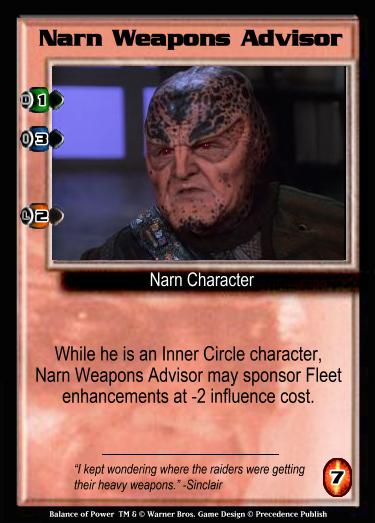 Narn Weapons Advisor
D 1
I 3
L 2
Narn Character
While he is an Inner Circle character,
Narn Weapons Advisor may sponsor Fleet
enhancements at -2 influence cost.
"I kept wondering where the raiders were getting
their heavy weapons." -Sinclair
7
Balance of Power TM & © Warner Bros. Game Design © Precedence Publish